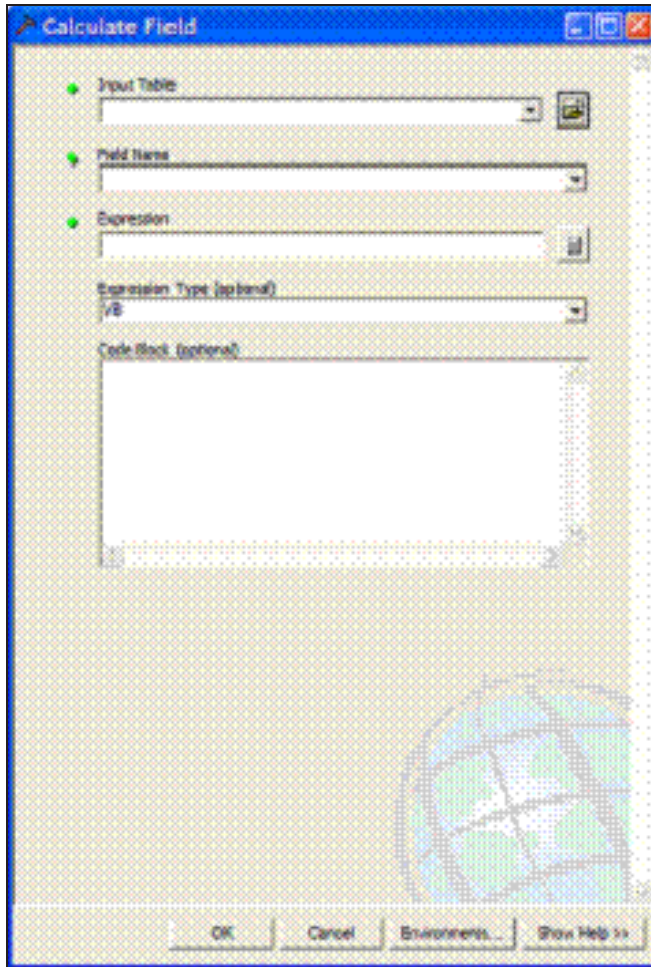 Calculate Field
Input Table
Field Name
Expression
Expression Type (optional)
VB
Code Block (optional)
OK Cancel Environments... Show Help >>